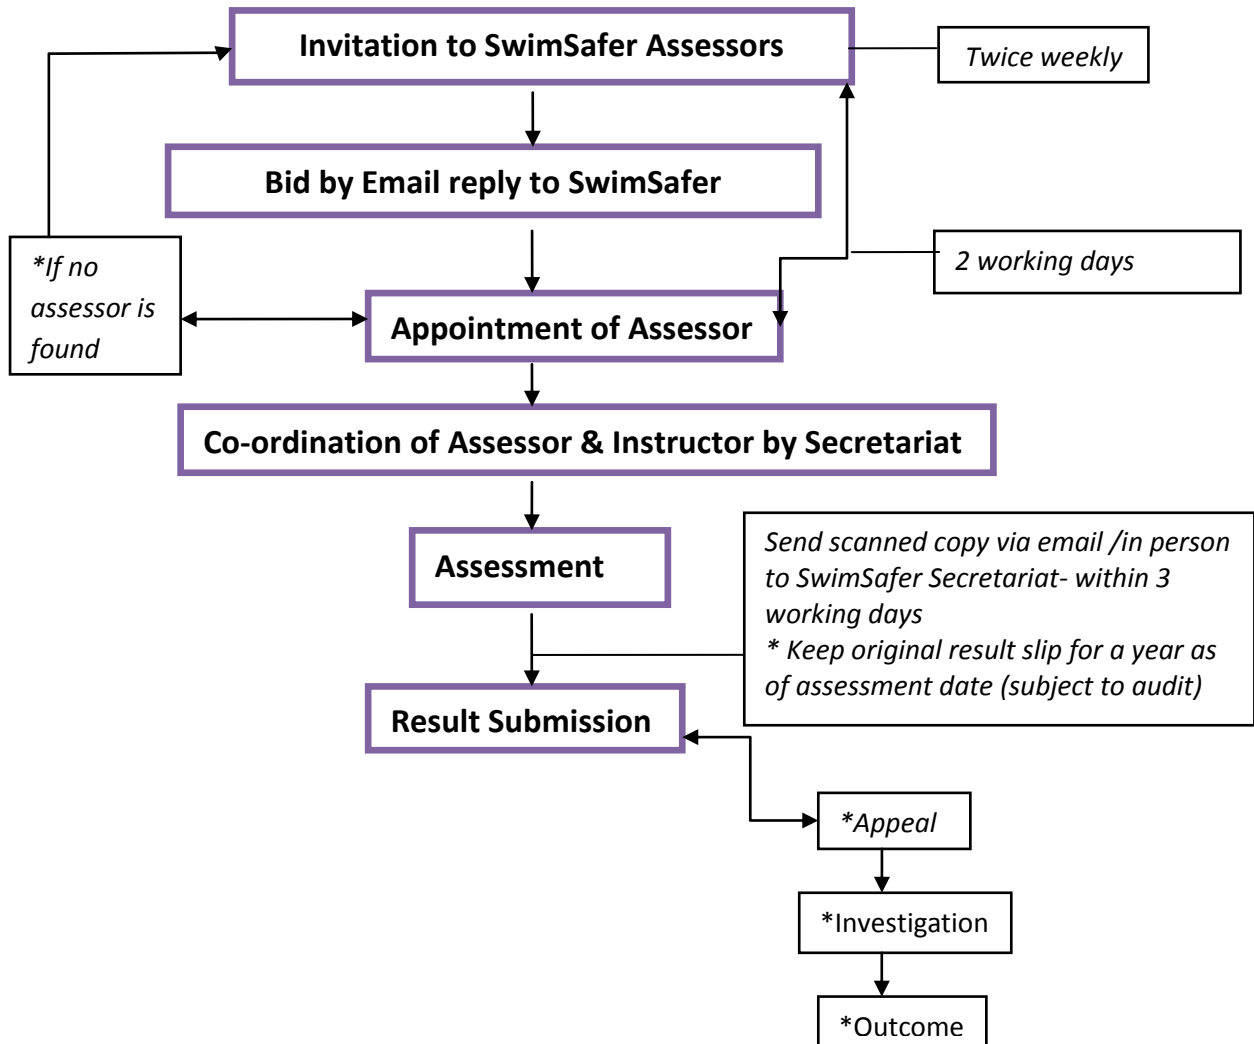 Invitation to SwimSafer Assessors
Twice weekly
Bid by Email reply to SwimSafer
*If no
assessor is
found
2 working days
Appointment of Assessor
Co-ordination of Assessor & Instructor by Secretariat
Assessment
Send scanned copy via email /in person
to SwimSafer Secretariat- within 3
working days
* Keep original result slip for a year as
of assessment date (subject to audit)
Result Submission
*Appeal
*Investigation
*Outcome